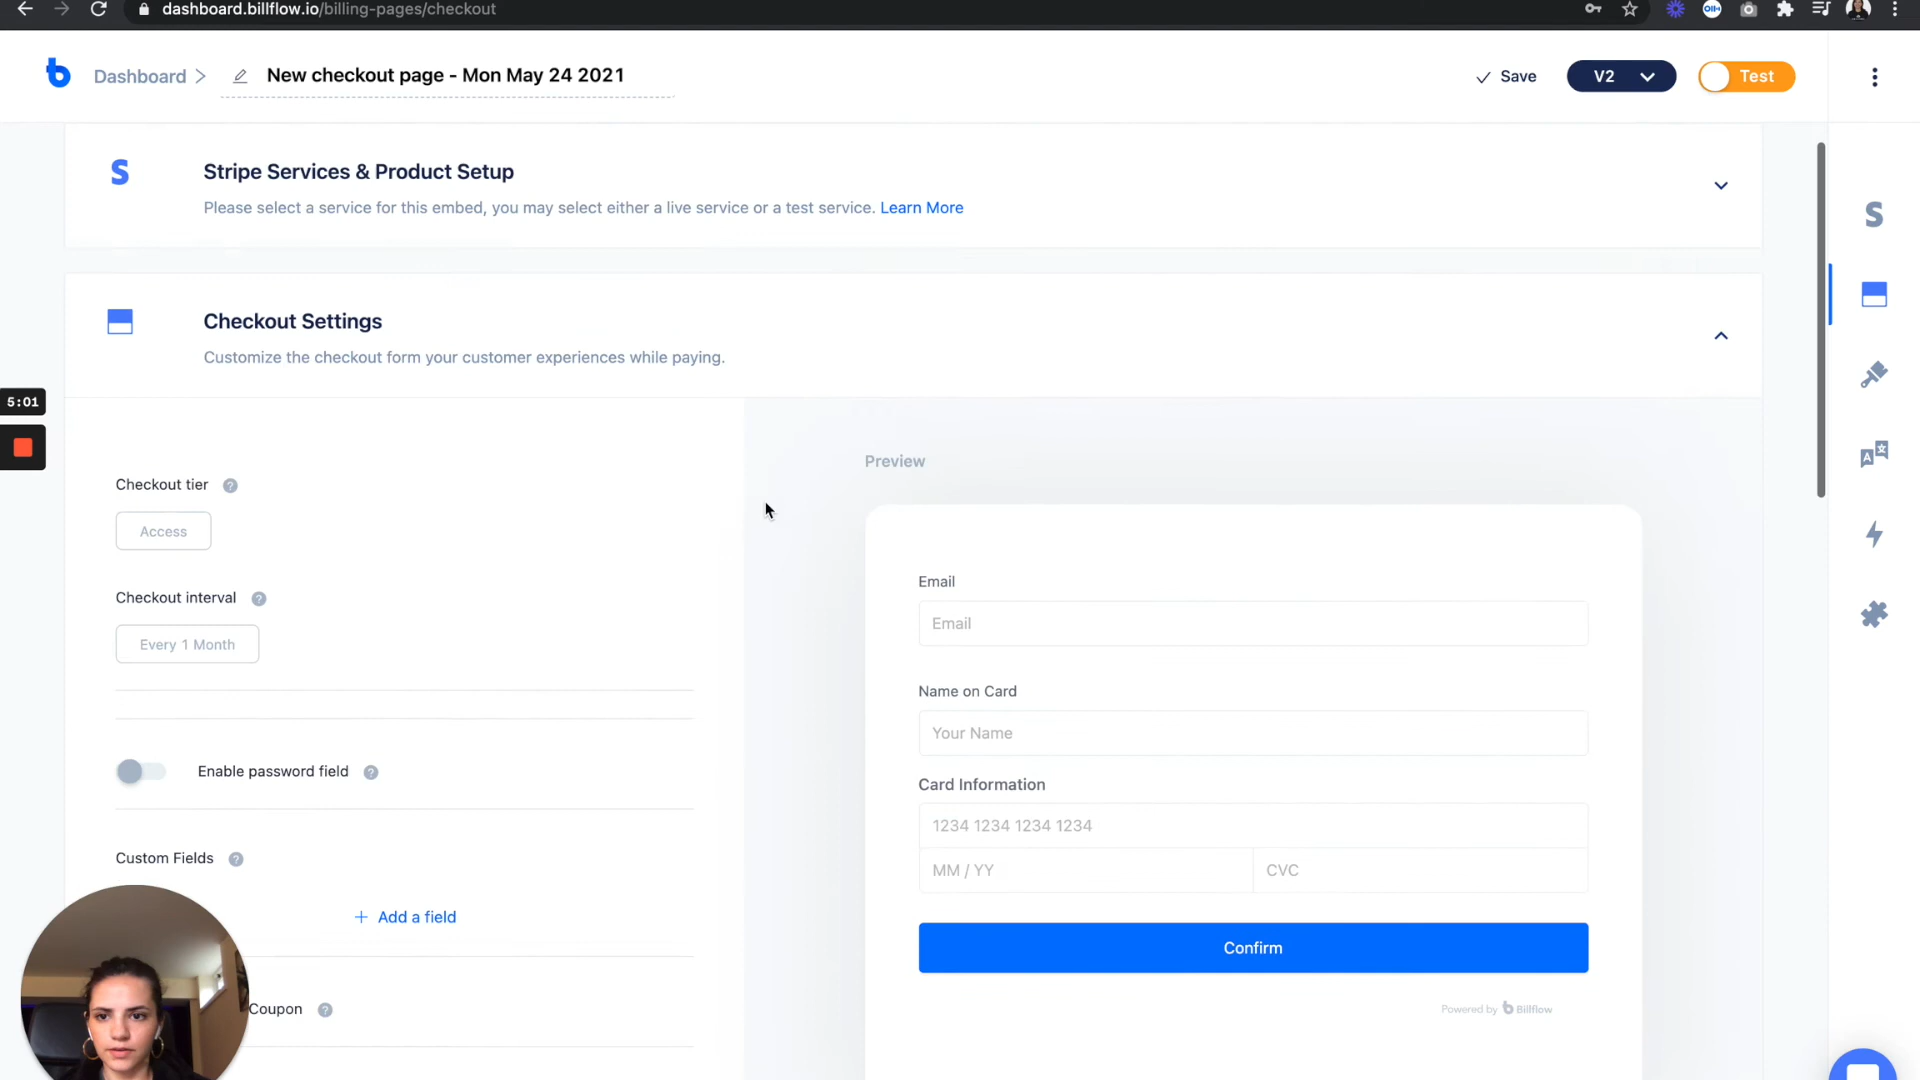 dashboard.billflow.io/billing-pages/checkout
Dashboard > New checkout page - Mon May 24 2021
Save
V2
Test
Stripe Services & Product Setup
Please select a service for this embed, you may select either a live service or a test service. Learn More
Checkout Settings
Customize the checkout form your customer experiences while paying.
5:01
Preview
Checkout tier ?
Access
Checkout interval ?
Every 1 Month
Enable password field ?
Custom Fields ?
+ Add a field
Coupon ?
Email
Email
Name on Card
Your Name
Card Information
1234 1234 1234 1234
MM / YY
CVC
Confirm
Powered by Billflow